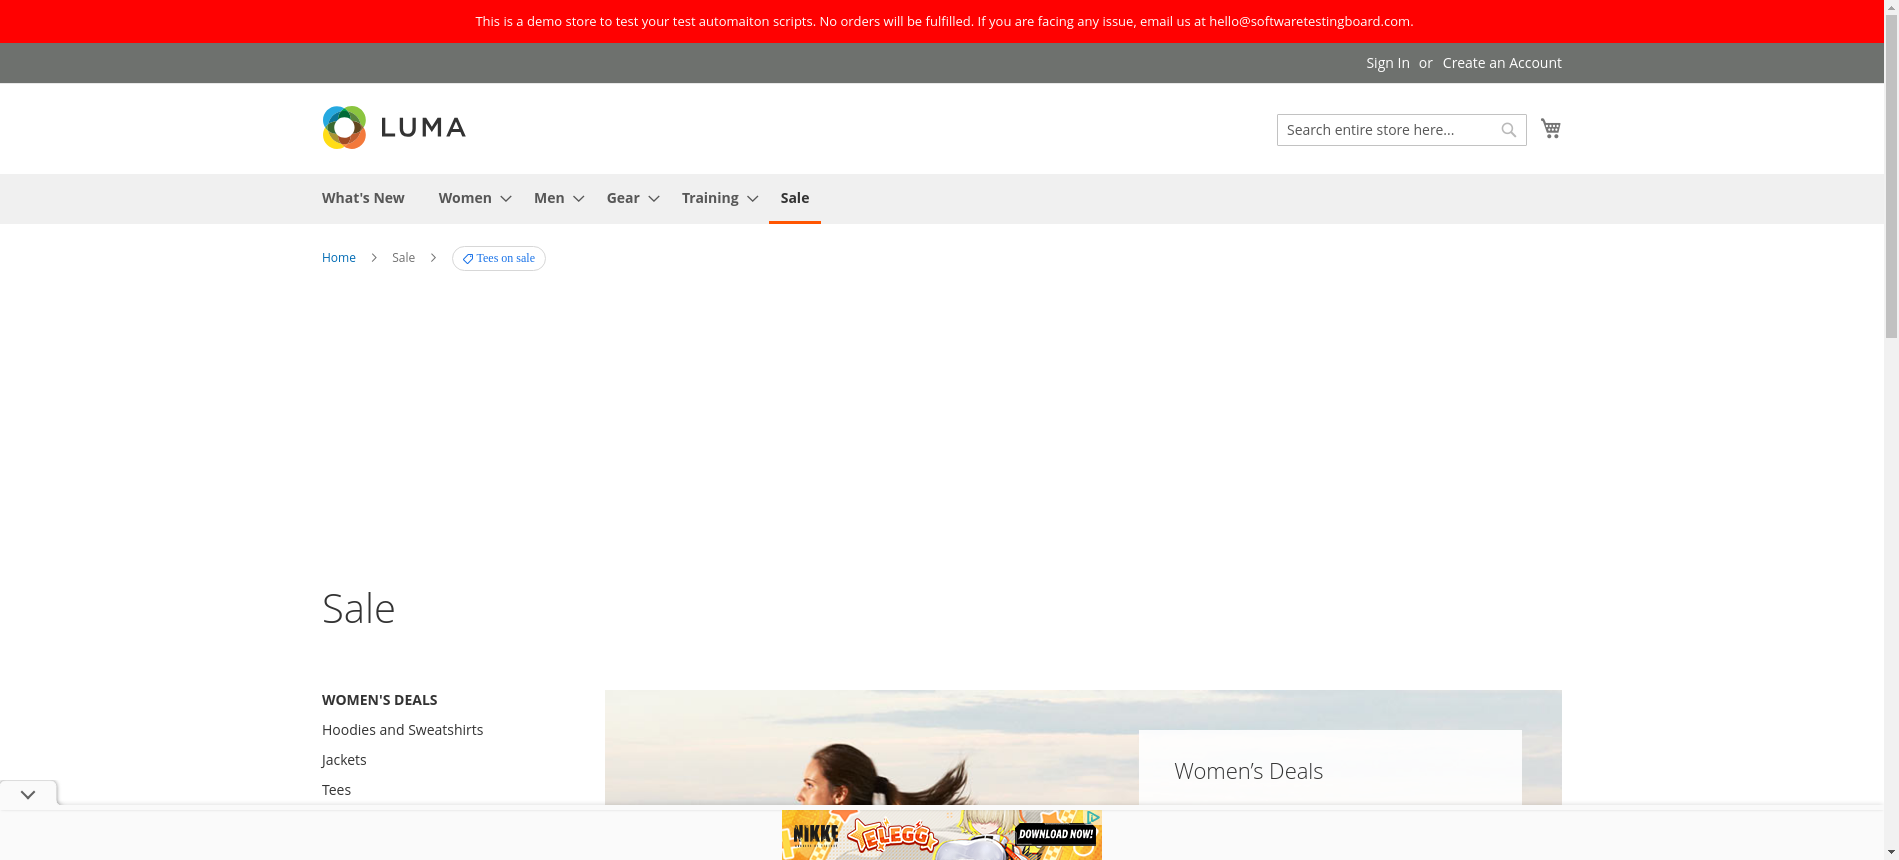 This is a demo store to test your test automaiton scripts. No orders will be fulfilled. If you are facing any issue, email us at hello@softwaretestingboard.com.
Sign In or Create an Account
LUMA
Search entire store here...
What's New Women Men Gear Training Sale
Home Sale Tees on sale
Sale
WOMEN'S DEALS
Hoodies and Sweatshirts
Jackets
Tees
Women’s Deals
NIKKE
TELEGG
DOWNLOAD NOW!